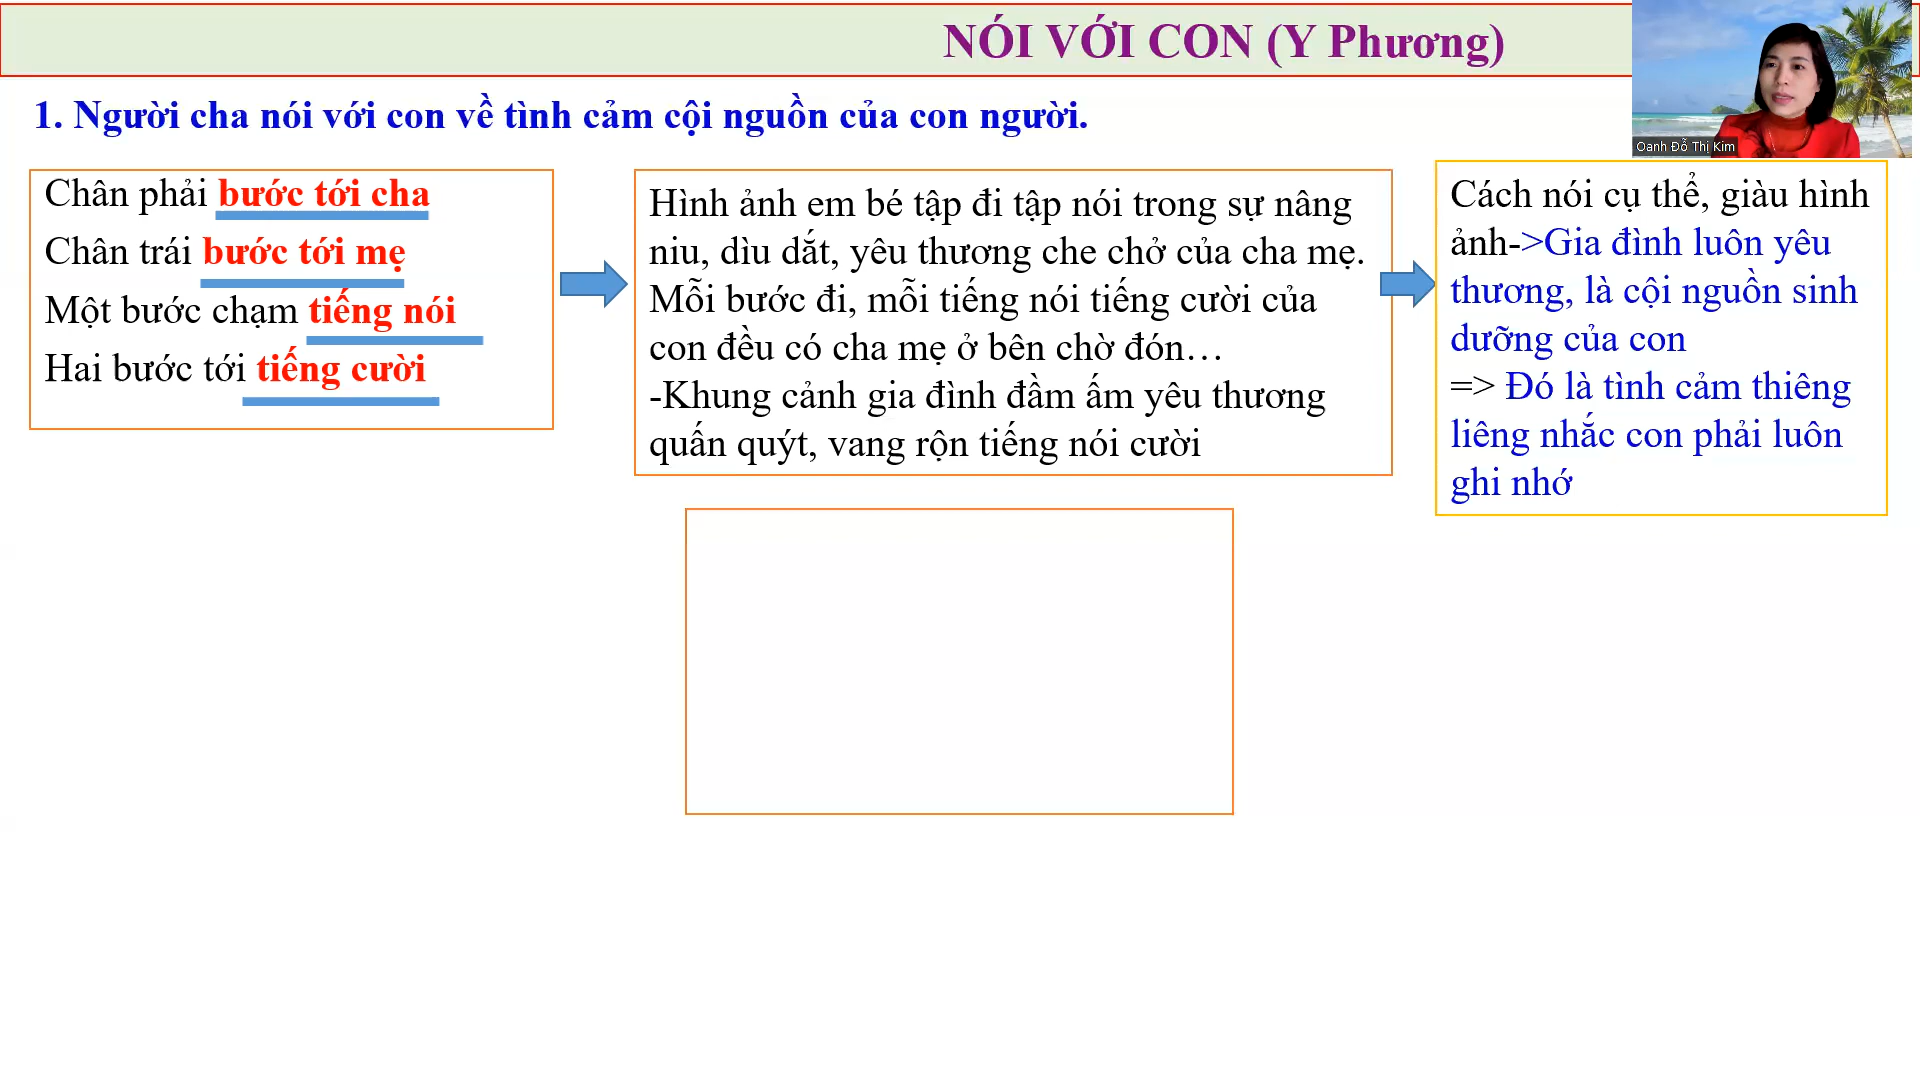 NÓI VỚI CON (Y Phương)
Oanh Đỗ Thị Kim
1. Người cha nói với con về tình cảm cội nguồn của con người.
Chân phải bước tới cha
Chân trái bước tới mẹ
Một bước chạm tiếng nói
Hai bước tới tiếng cười
Hình ảnh em bé tập đi tập nói trong sự nâng
niu, dìu dắt, yêu thương che chở của cha mẹ.
Mỗi bước đi, mỗi tiếng nói tiếng cười của
con đều có cha mẹ ở bên chờ đón…
-Khung cảnh gia đình đầm ấm yêu thương
quấn quýt, vang rộn tiếng nói cười
Cách nói cụ thể, giàu hình
ảnh->Gia đình luôn yêu
thương, là cội nguồn sinh
dưỡng của con
=> Đó là tình cảm thiêng
liêng nhắc con phải luôn
ghi nhớ